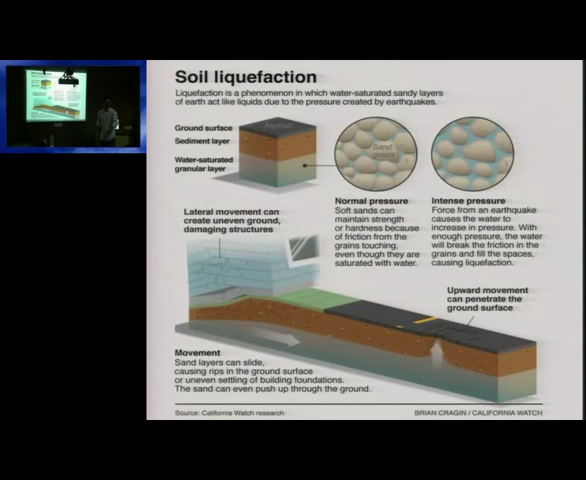 Soil liquefaction
Liquefaction is a phenomenon in which water-saturated sandy layers
of earth act like liquids due to the pressure created by earthquakes.
Ground surface
Asphalt
Sediment layer
Water-saturated
granular layer
Sand
grains
Normal pressure
Soft sands can
maintain strength
or hardness because
of friction from the
grains touching,
even though they are
saturated with water.
Intense pressure
Force from an earthquake
causes the water to
increase in pressure. With
enough pressure, the water
will break the friction in the
grains and fill the spaces,
causing liquefaction.
Lateral movement can
create uneven ground,
damaging structures
Upward movement
can penetrate the
ground surface
Movement
Sand layers can slide,
causing rips in the ground surface
or uneven settling of building foundations.
The sand can even push up through the ground.
Source: California Watch research
BRIAN CRAGIN / CALIFORNIA WATCH